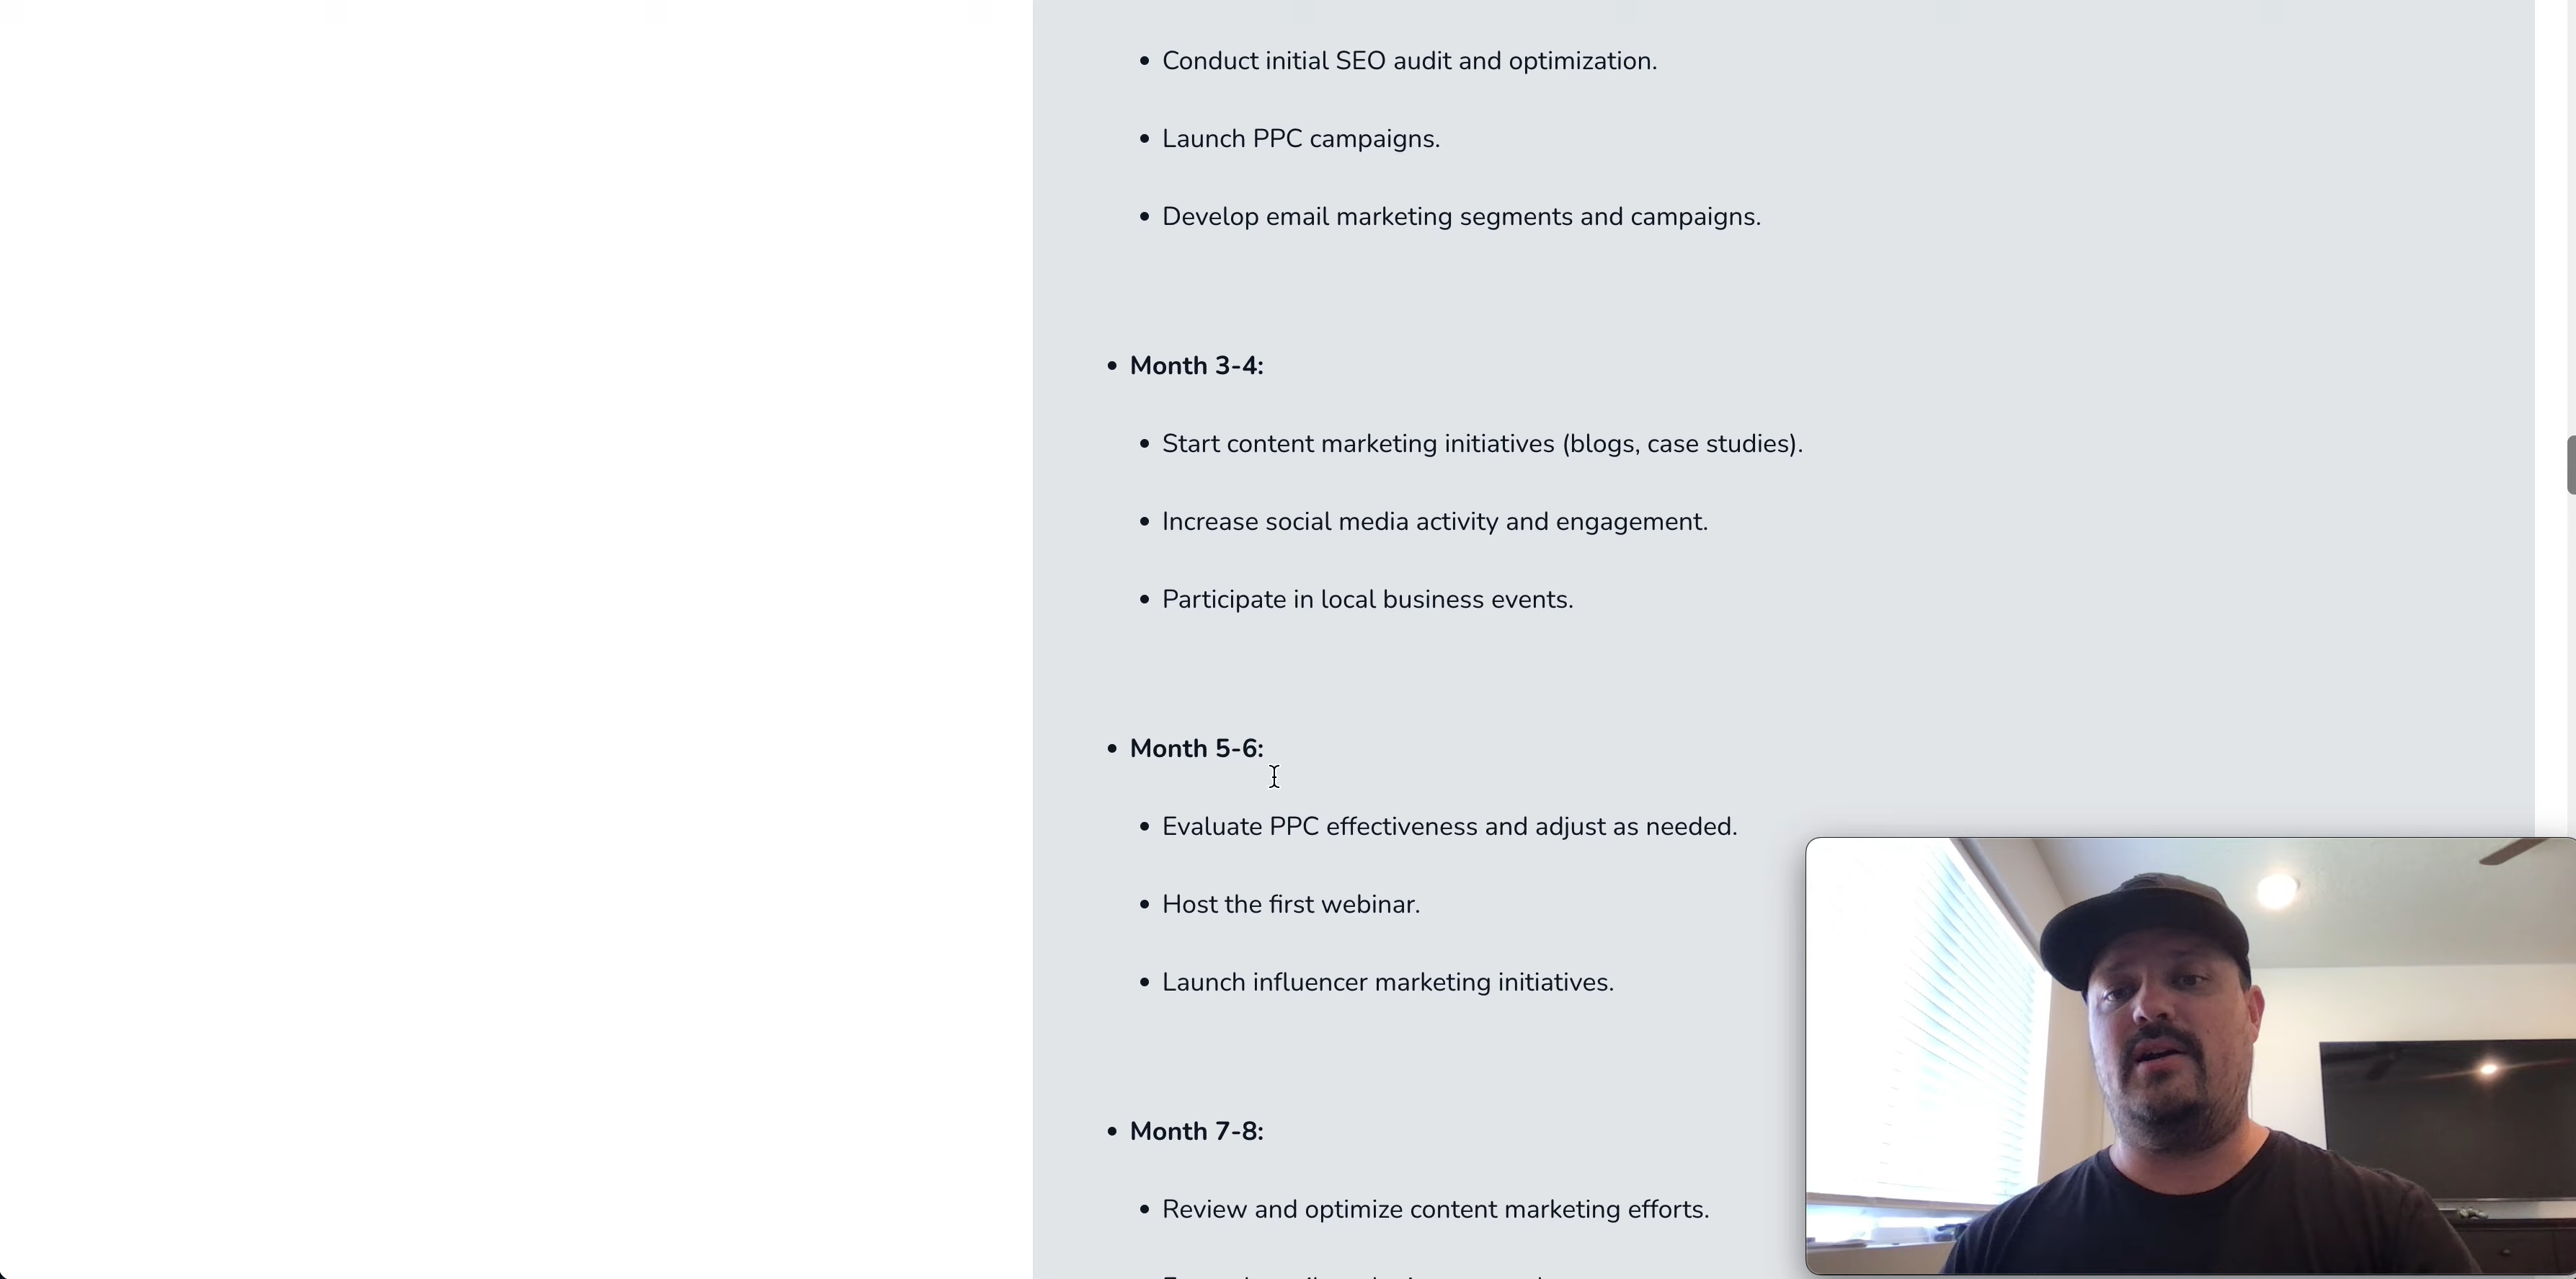 Conduct initial SEO audit and optimization.
Launch PPC campaigns.
Develop email marketing segments and campaigns.
Month 3-4:
Start content marketing initiatives (blogs, case studies).
Increase social media activity and engagement.
Participate in local business events.
Month 5-6:
Evaluate PPC effectiveness and adjust as needed.
Host the first webinar.
Launch influencer marketing initiatives.
Month 7-8:
Review and optimize content marketing efforts.